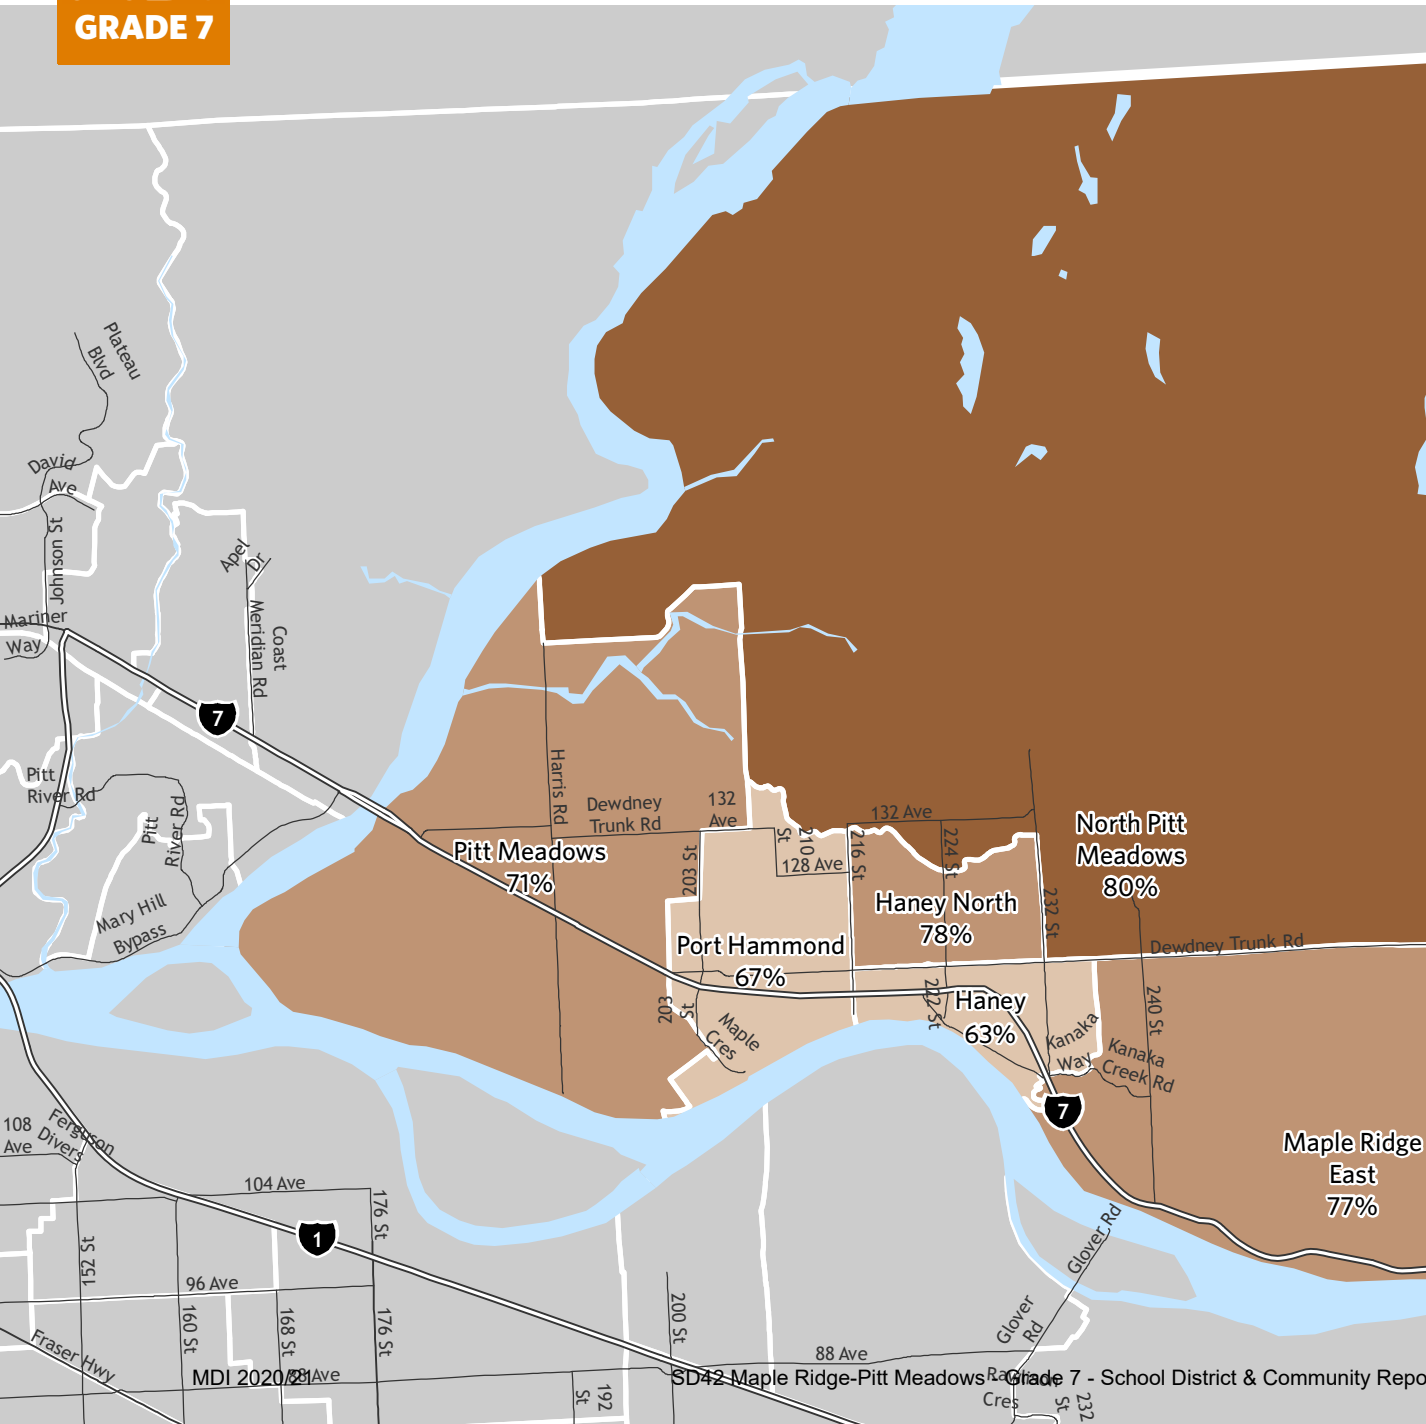 GRADE 7
Plateau
Blvd
David
Ave
Johnson St
Apel
Dr
Mariner
Way
Coast
Meridian Rd
7
Pitt
River Rd
Pitt
River Rd
Mary Hill
Bypass
Harris Rd
Dewdney
Trunk Rd
132
Ave
132 Ave
Pitt Meadows
71%
203 St
210
St
128 Ave
216 St
224 St
North Pitt
Meadows
80%
Haney North
78%
232 St
Dewdney Trunk Rd
Port Hammond
67%
203
St
Maple
Cres
222 St
Haney
63%
Kanaka
Way
Kanaka
Creek Rd
240 St
7
108
Ave
Ferguson
Divers
Maple Ridge
East
77%
104 Ave
176 St
1
152 St
96 Ave
160 St
168 St
176 St
200 St
Glover Rd
Glover
Rd
Fraser Hwy
88 Ave
88 Ave
192
St
Cres
232
St
MDI 2020/21
SD42 Maple Ridge-Pitt Meadows - Grade 7 - School District & Community Repo